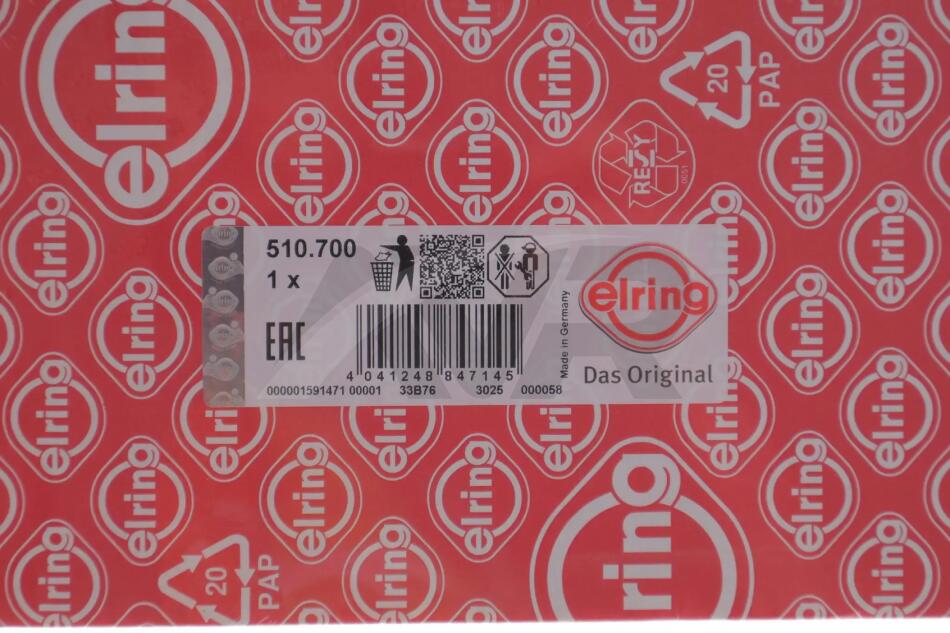 elring
20
PAP
RESY
510.700
1 x
EAC
4 041248 847145
Made in Germany
elring
Das Original
000001591471 00001 33B76 3025 000058
elring
20
PAP